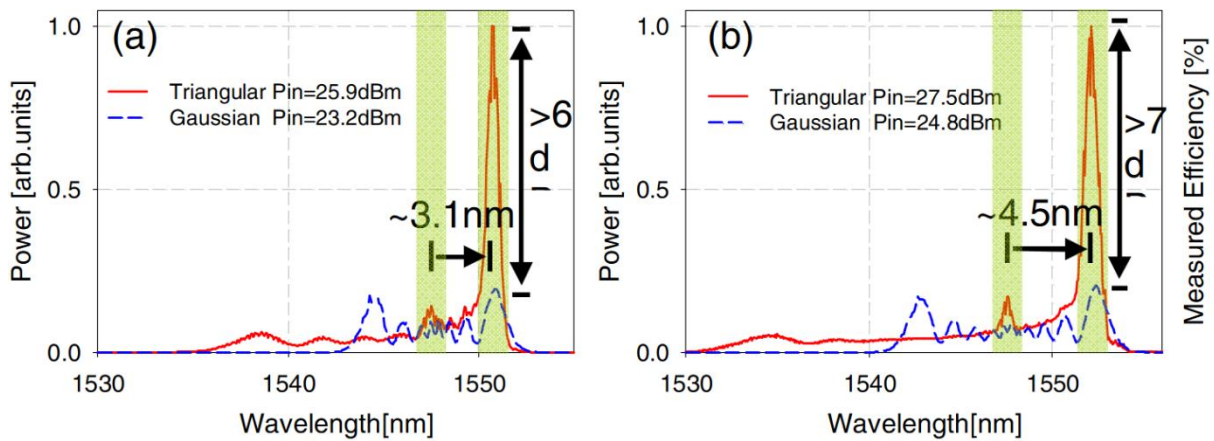 (a)
Power [arb.units]
1.0
0.5
0.0
Triangular Pin=25.9dBm
Gaussian Pin=23.2dBm
>6
d
~3.1nm
1530
1540
1550
Wavelength[nm]
(b)
Power [arb.units]
1.0
0.5
0.0
Triangular Pin=27.5dBm
Gaussian Pin=24.8dBm
>7
d
~4.5nm
1530
1540
1550
Wavelength[nm]
Measured Efficiency [%]